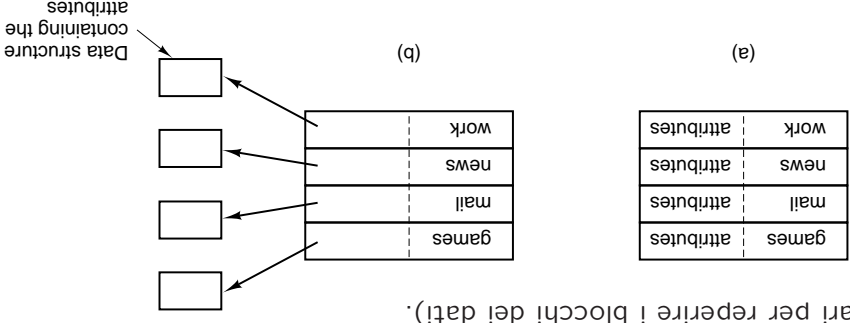 ari per reperire i blocchi dei dati).
games attributes
mail attributes
news attributes
work attributes
(a)
games
mail
news
work
(b)
Data structure
containing the
attributes